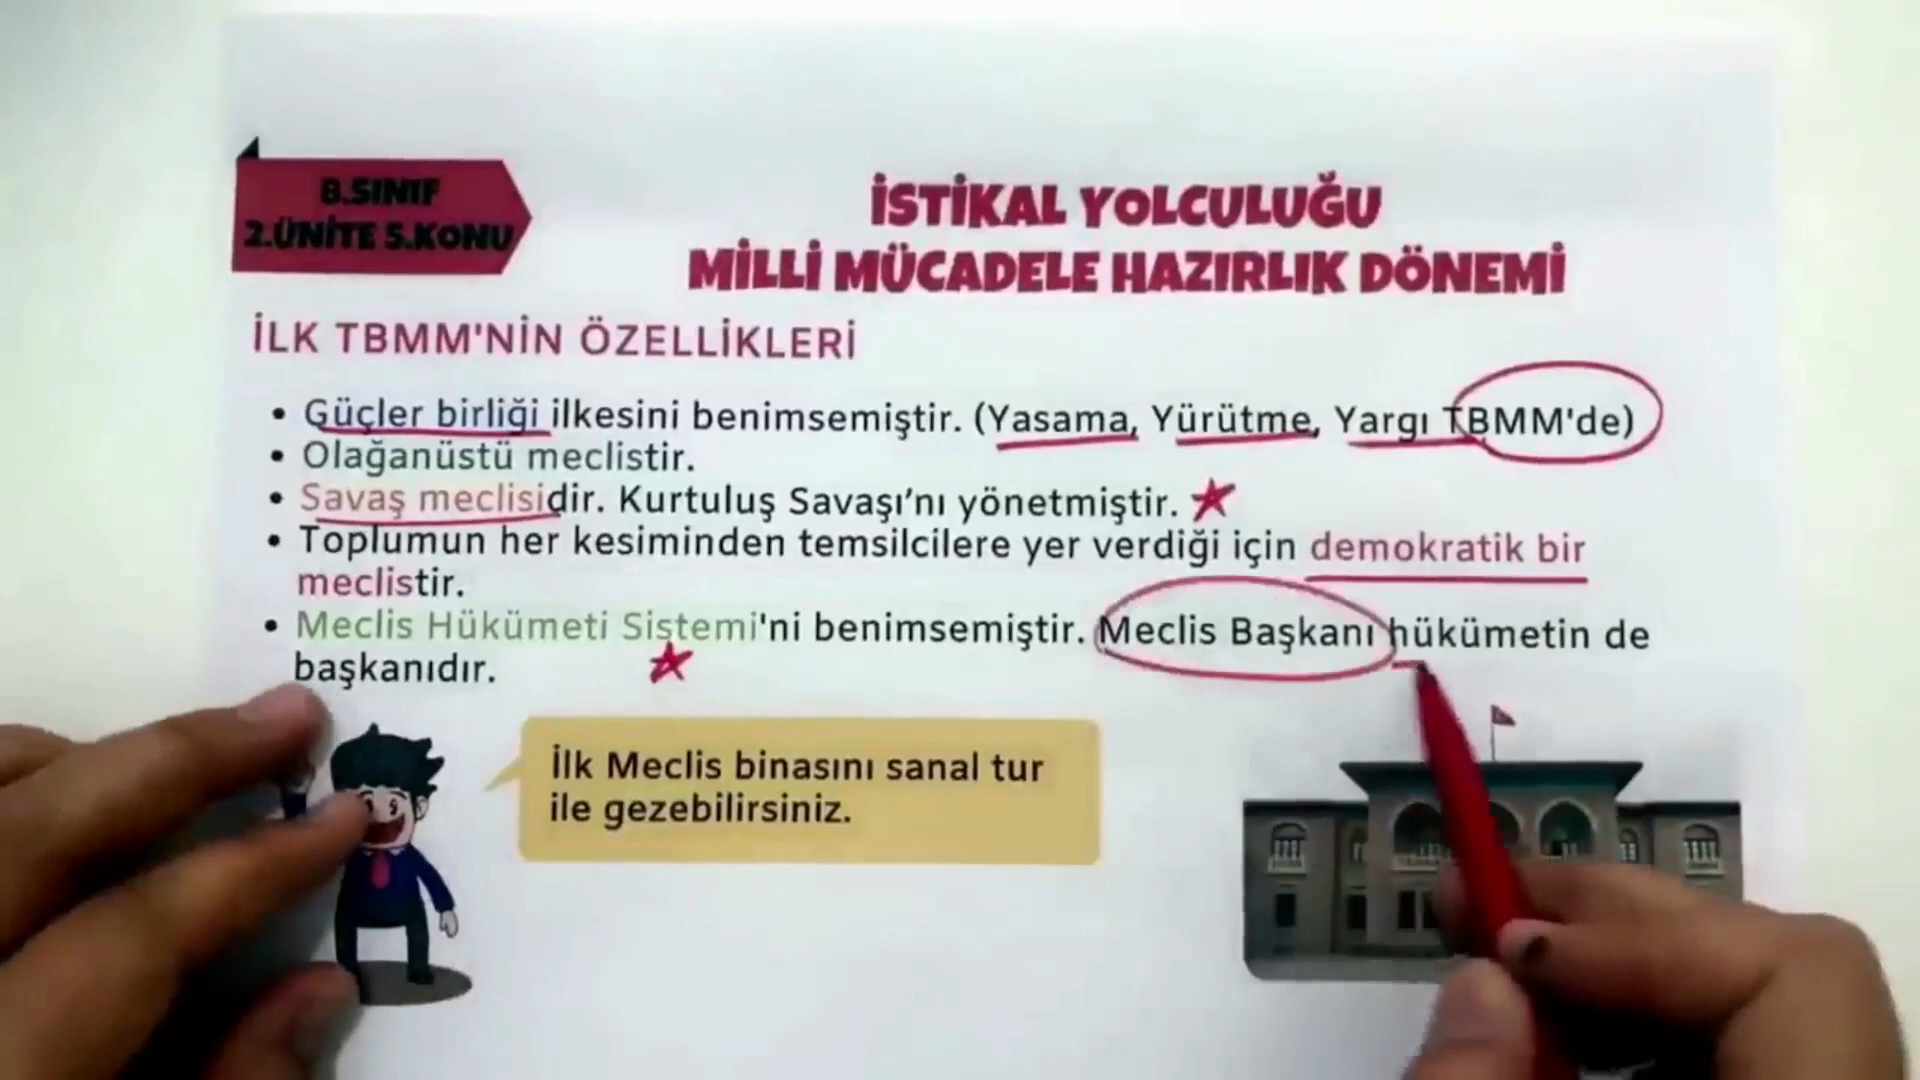 8.SINIF
2.ÜNİTE 5.KONU
İSTİKAL YOLCULUĞU
MİLLİ MÜCADELE HAZIRLIK DÖNEMİ
İLK TBMM'NİN ÖZELLİKLERİ
• Güçler birliği ilkesini benimsemiştir. (Yasama, Yürütme, Yargı TBMM'de)
• Olağanüstü meclistir.
• Savaş meclisidir. Kurtuluş Savaşı’nı yönetmiştir.
• Toplumun her kesiminden temsilcilere yer verdiği için demokratik bir
meclistir.
• Meclis Hükümeti Sistemi'ni benimsemiştir. Meclis Başkanı hükümetin de
başkanıdır.
İlk Meclis binasını sanal tur
ile gezebilirsiniz.